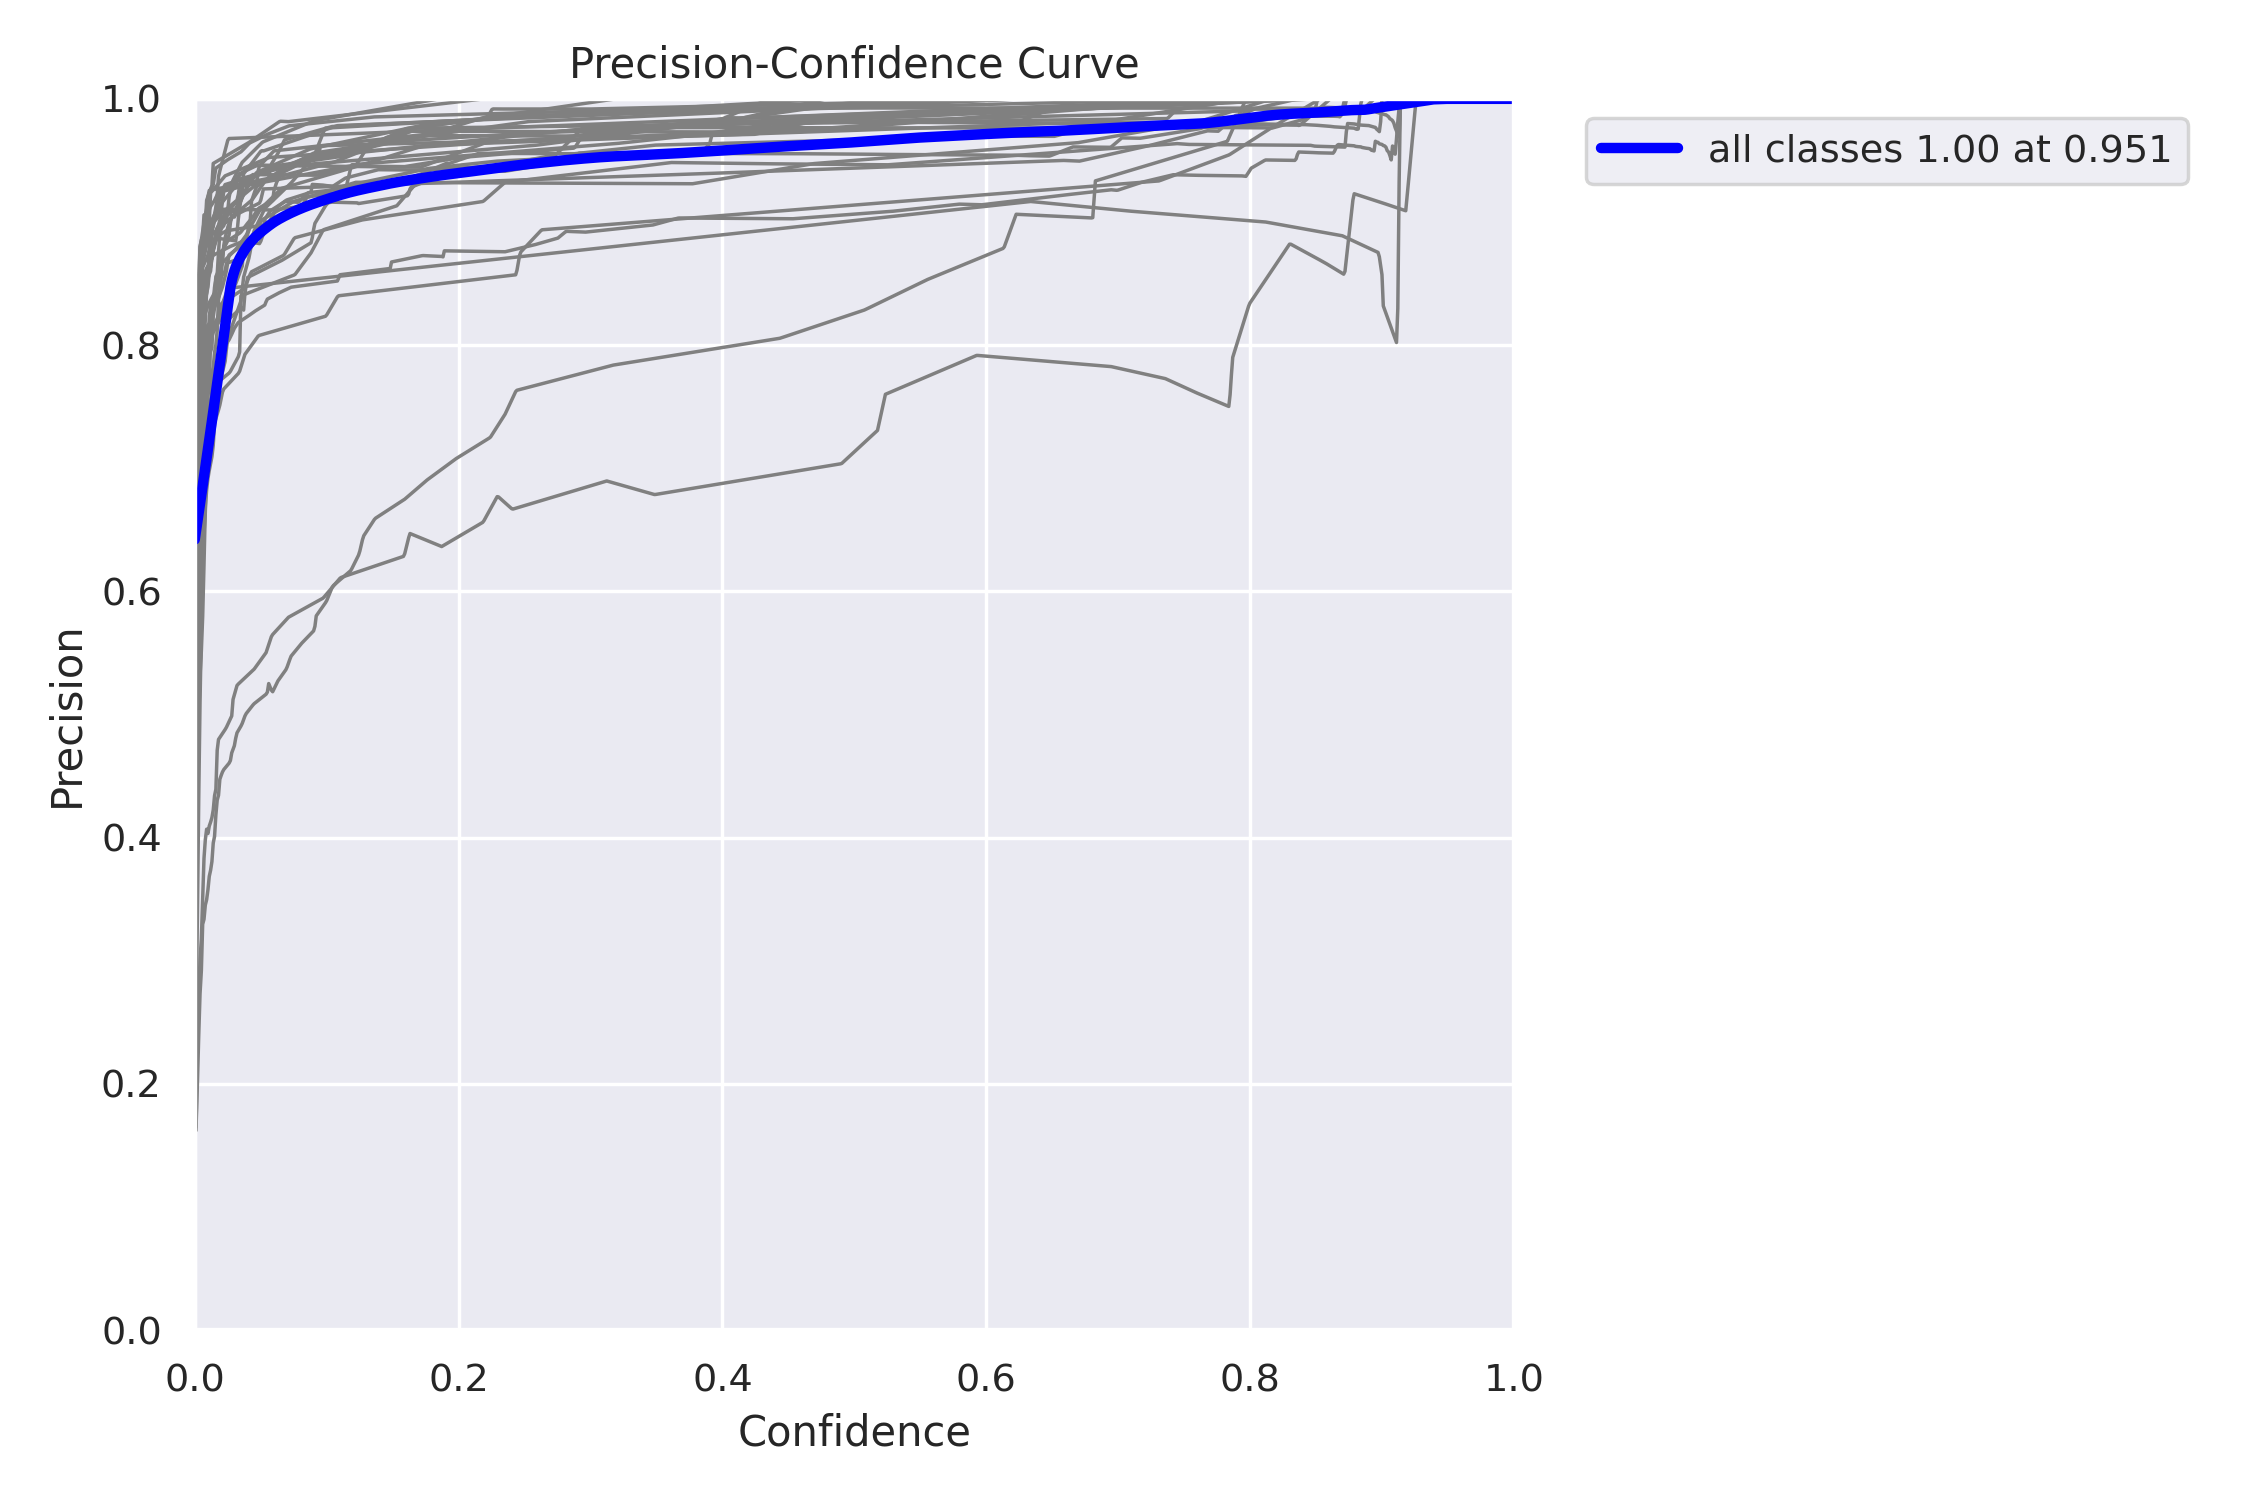 Precision-Confidence Curve
1.0
0.8
0.6
0.4
0.2
0.0
Precision
0.0 0.2 0.4 0.6 0.8 1.0
Confidence
all classes 1.00 at 0.951